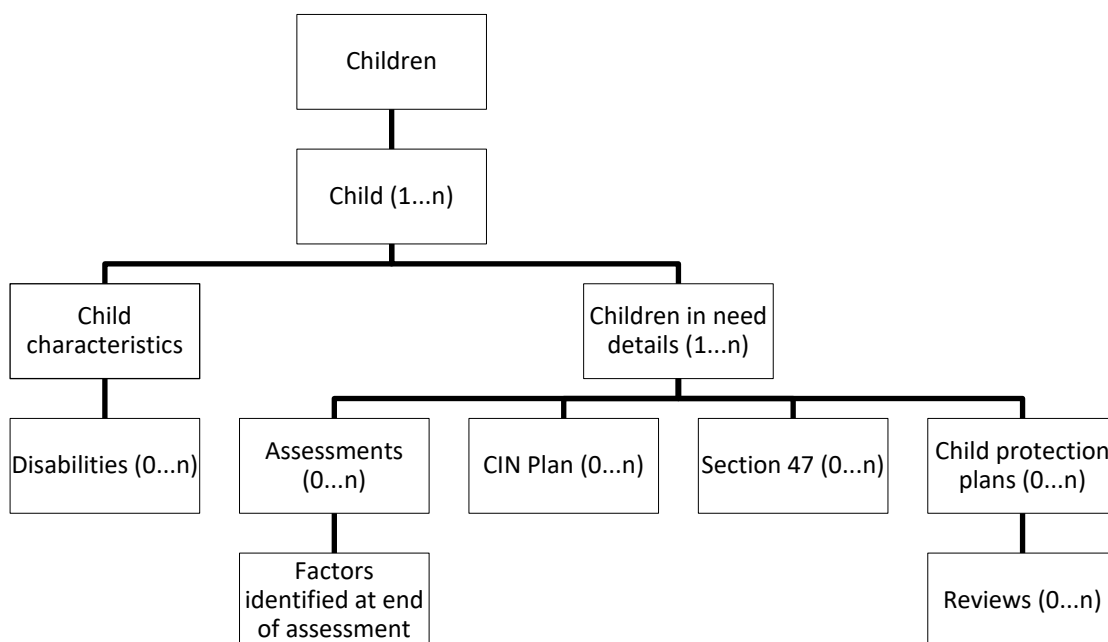 Children
Child (1...n)
Child
characteristics
Children in need
details (1...n)
Disabilities (0...n)
Assessments
(0...n)
CIN Plan (0...n)
Section 47 (0...n)
Child protection
plans (0...n)
Factors
identified at end
of assessment
Reviews (0...n)